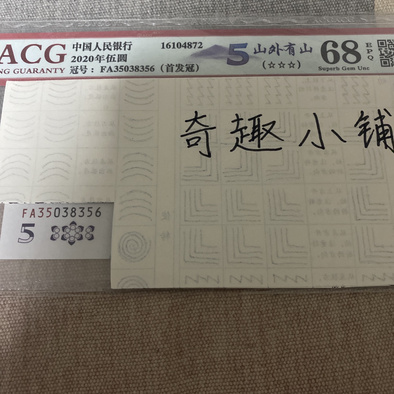 ACG 中国人民银行 16104872 5 山外有山 68 EPQ
NG GUARANTY 2020年伍圆 (☆☆☆) Superb Gem Unc
冠号: FA35038356 (首发冠)
奇趣小铺
FA35038356
5